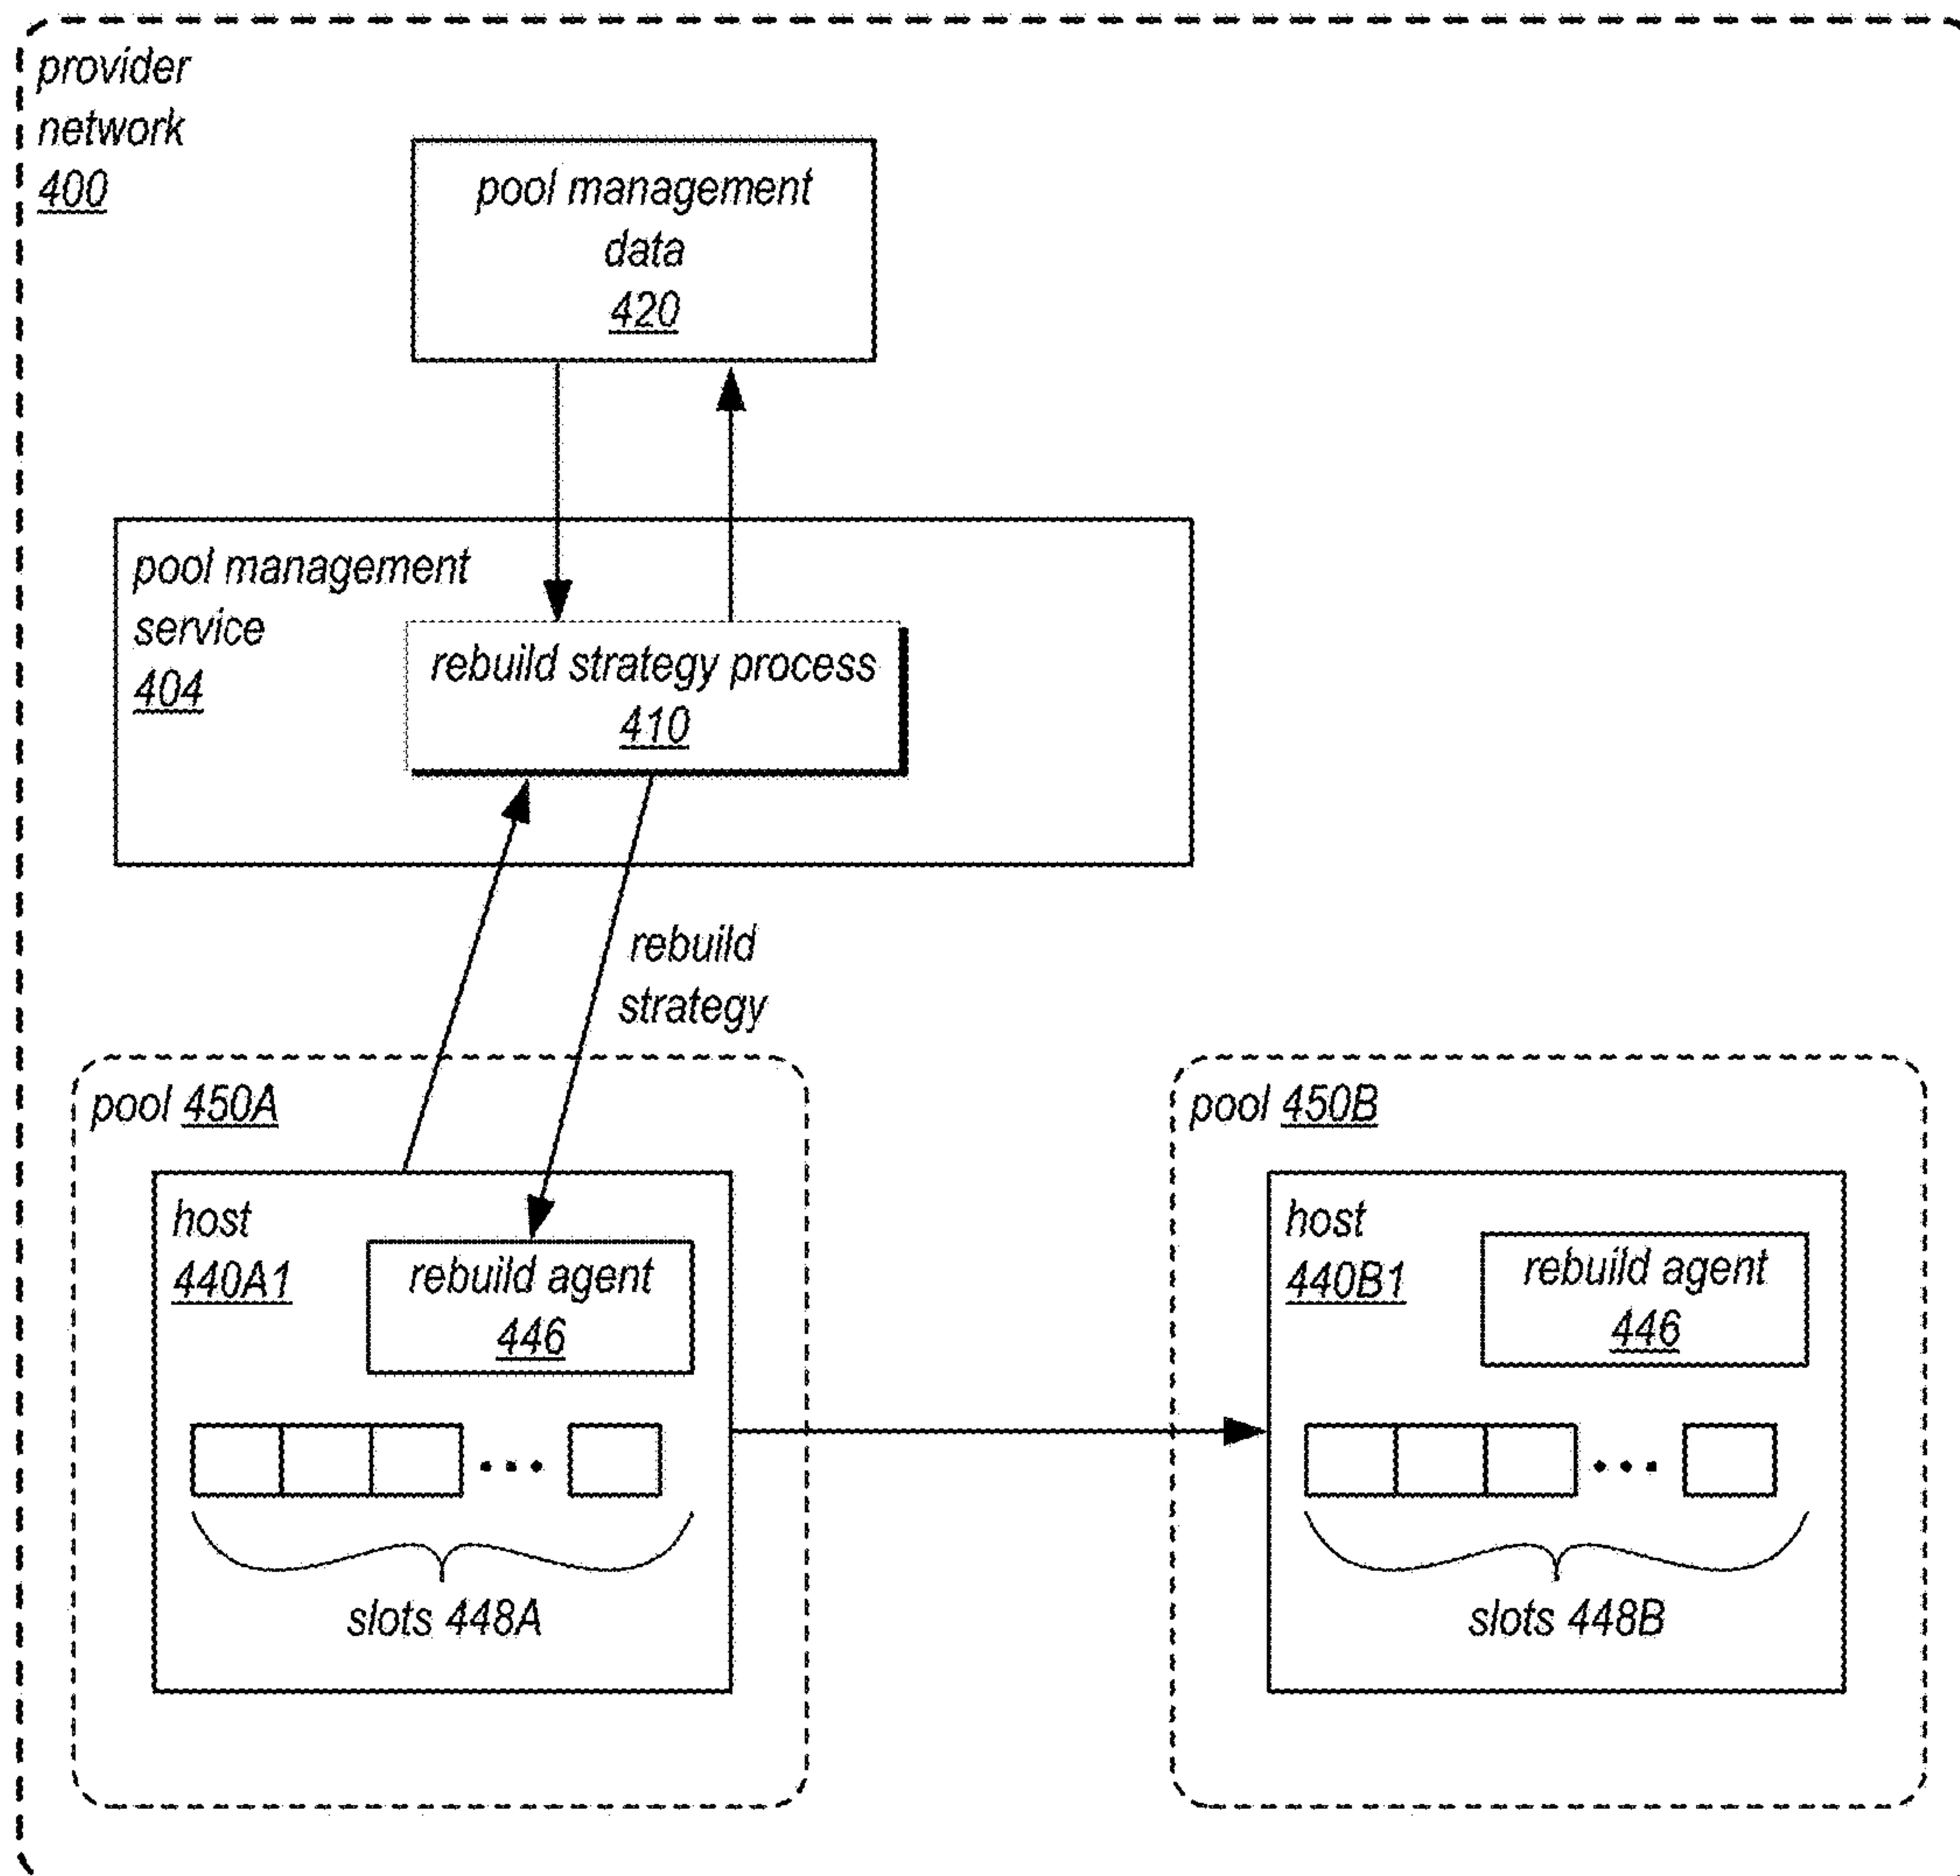 provider
network
400
pool management
data
420
pool management
service
404
rebuild strategy process
410
rebuild
strategy
pool 450A
host
440A1
rebuild agent
446
...
slots 448A
pool 450B
host
440B1
rebuild agent
446
...
slots 448B